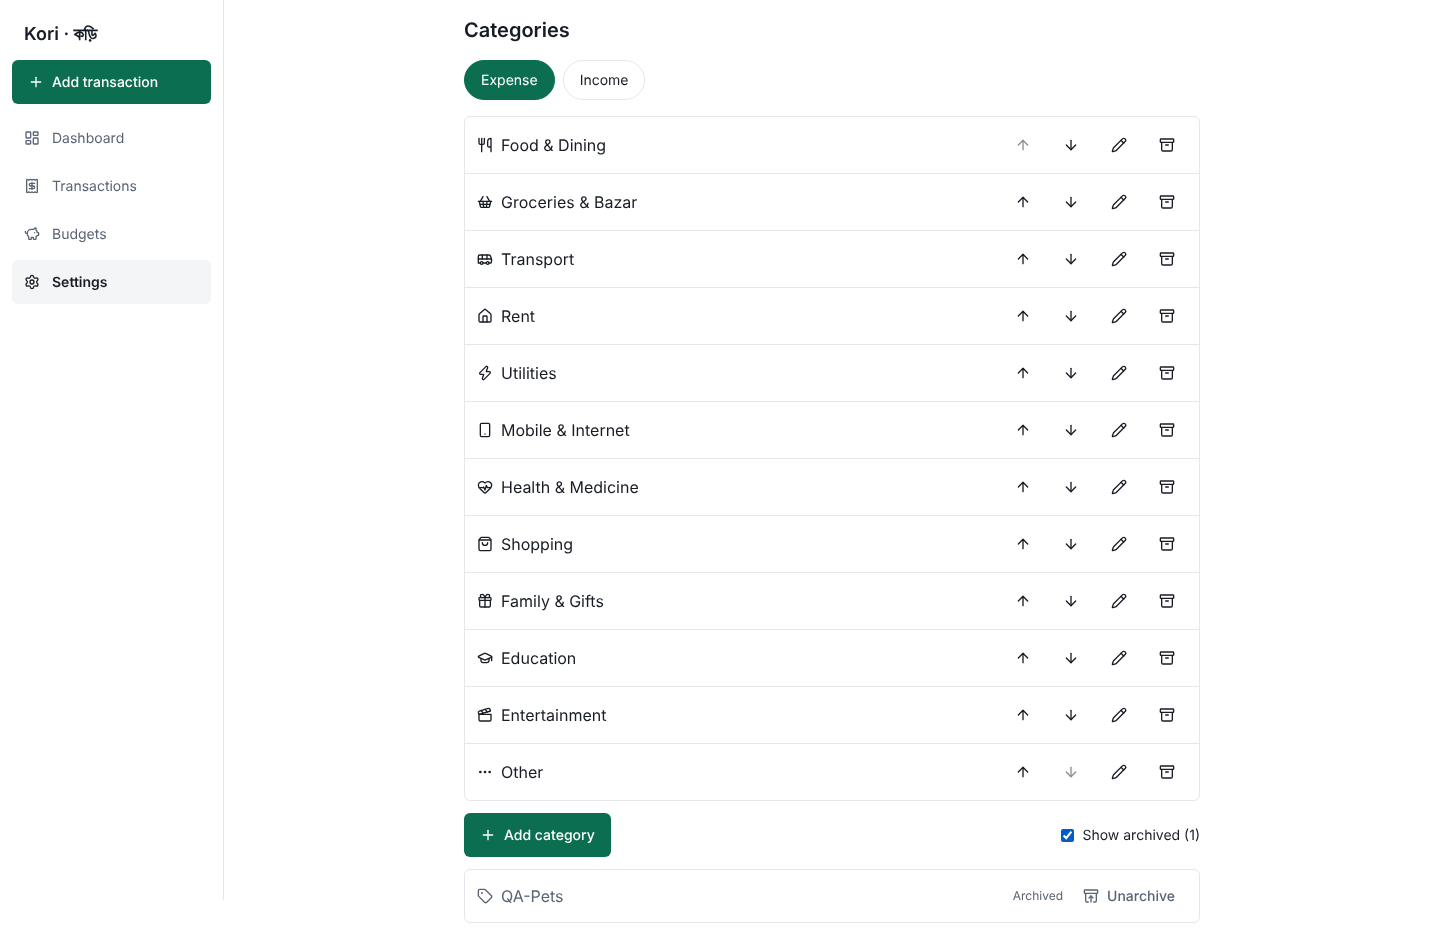 Kori · কড়ি
Add transaction
Dashboard
Transactions
Budgets
Settings
Categories
Expense
Income
Food & Dining
Groceries & Bazar
Transport
Rent
Utilities
Mobile & Internet
Health & Medicine
Shopping
Family & Gifts
Education
Entertainment
Other
Add category
Show archived (1)
QA-Pets
Archived
Unarchive